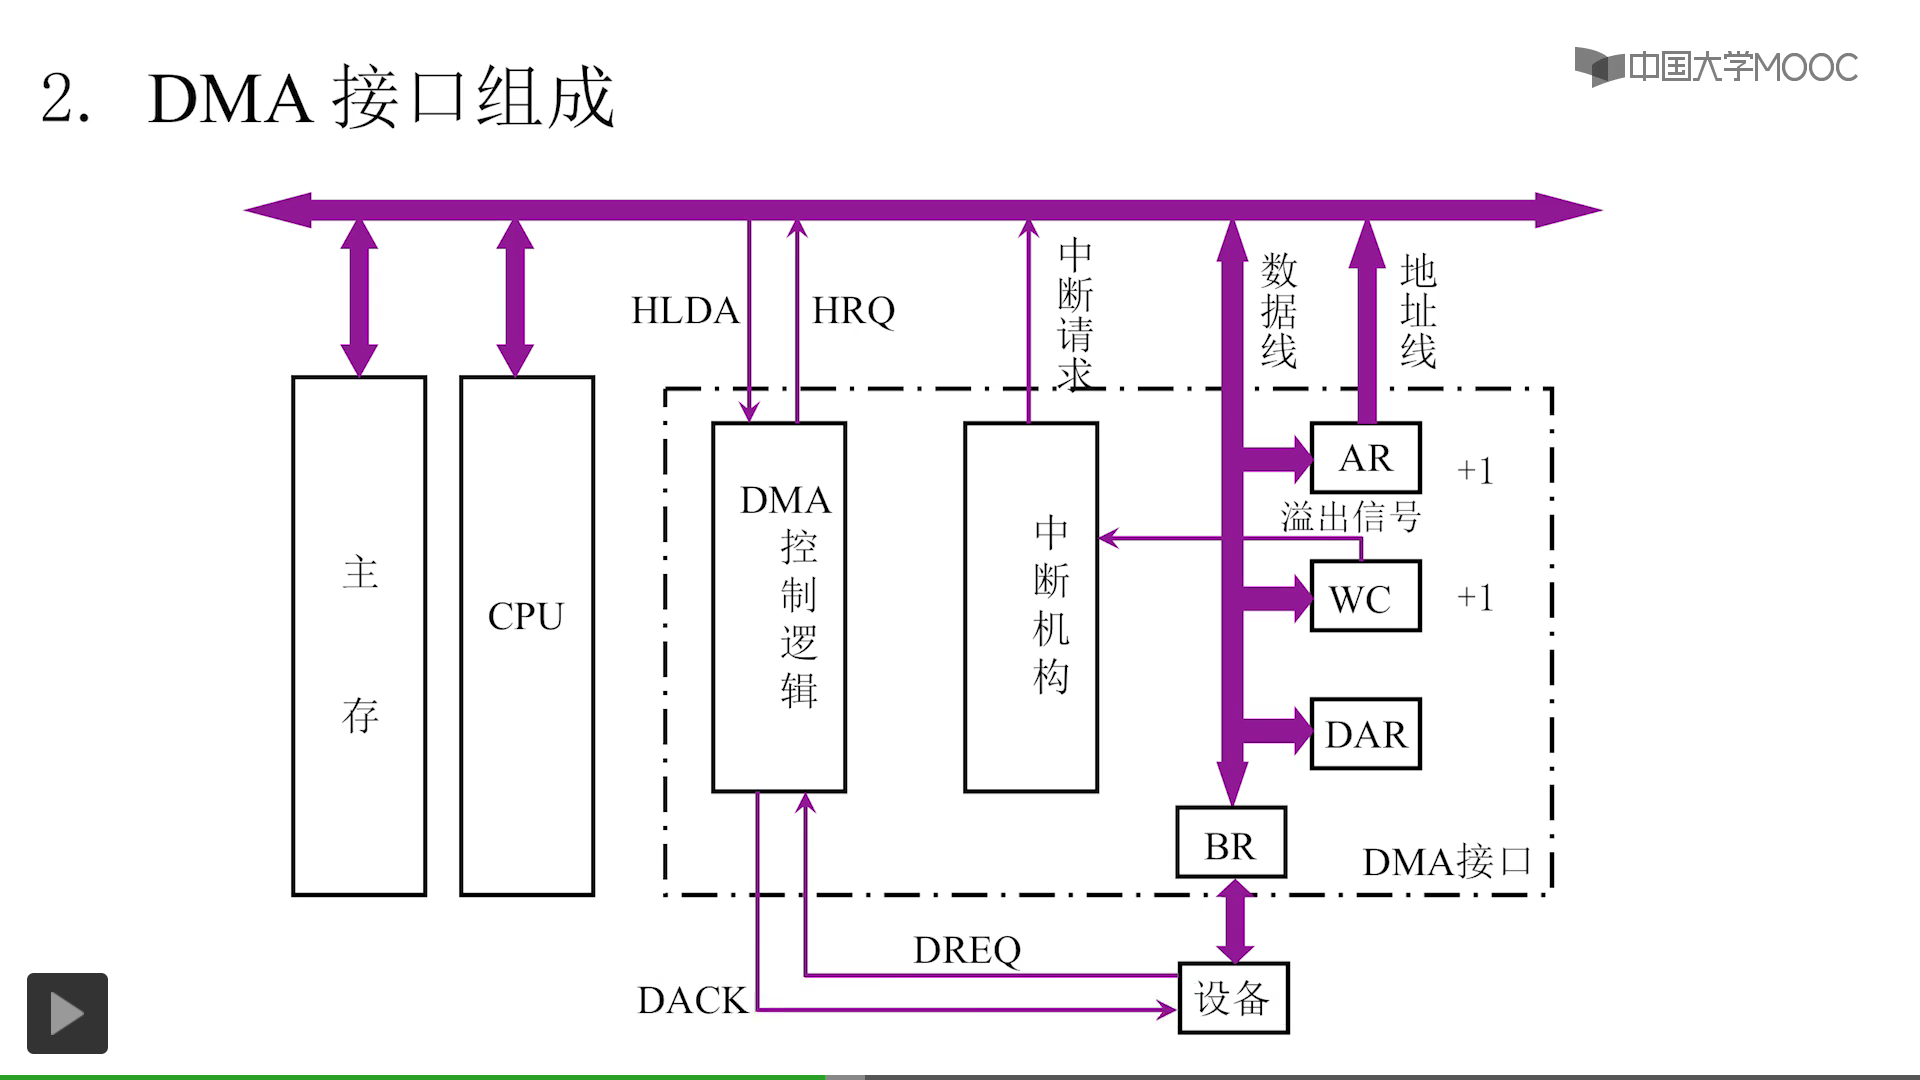 2. DMA 接口组成
中国大学MOOC
HLDA
HRQ
中断请求
数据线
地址线
主存
CPU
DMA
控制逻辑
中断机构
AR
+1
溢出信号
WC
+1
DAR
BR
DMA接口
DREQ
DACK
设备